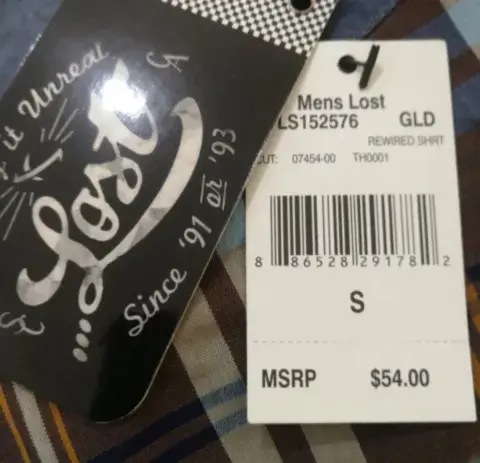 it Unreal
...Lost
CA
Since '91 or '93
Mens Lost
LS152576 GLD
REWIRED SHRT
CUT: 07454-00 TH0001
8 86528 29178 2
S
MSRP $54.00